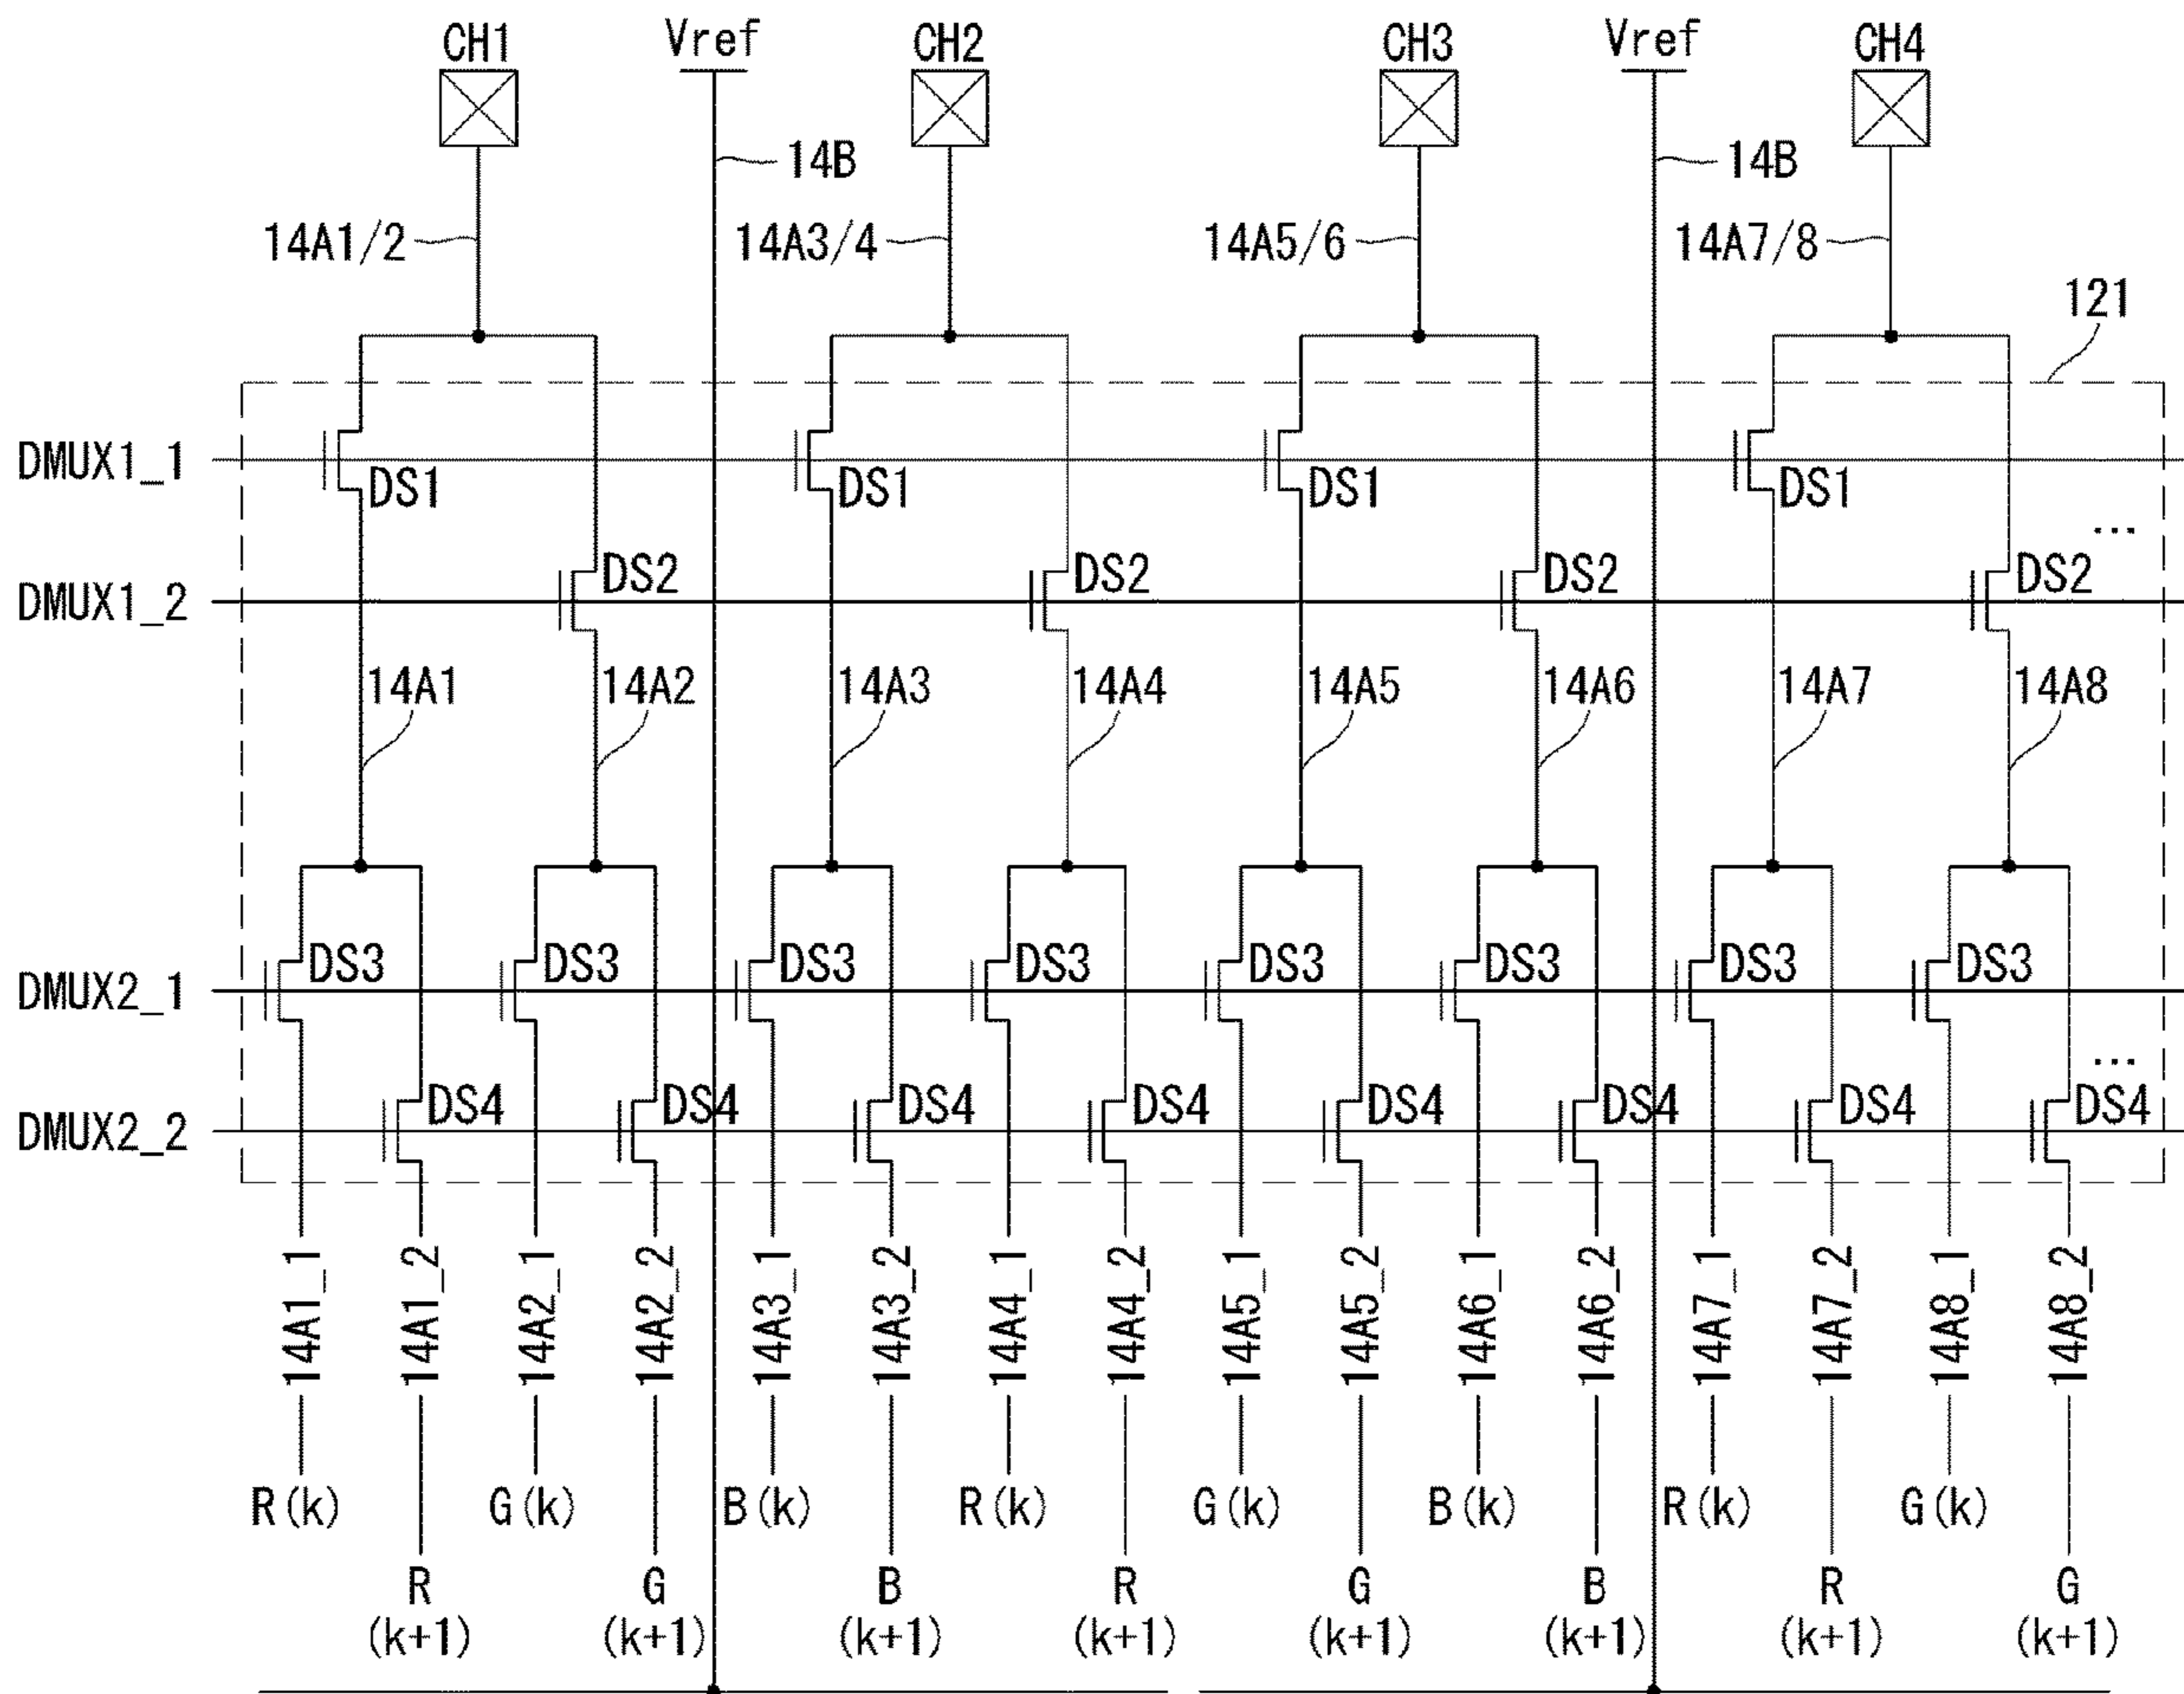 CH1 Vref CH2 CH3 Vref CH4
14B 14B
14A1/2 14A3/4 14A5/6 14A7/8
121
DMUX1_1 DS1 DS1 DS1 DS1
...
DMUX1_2 DS2 DS2 DS2 DS2
14A1 14A2 14A3 14A4 14A5 14A6 14A7 14A8
DMUX2_1 DS3 DS3 DS3 DS3 DS3 DS3 DS3 DS3
...
DMUX2_2 DS4 DS4 DS4 DS4 DS4 DS4 DS4 DS4
14A1_1 14A1_2 14A2_1 14A2_2 14A3_1 14A3_2 14A4_1 14A4_2 14A5_1 14A5_2 14A6_1 14A6_2 14A7_1 14A7_2 14A8_1 14A8_2
R(k) G(k) B(k) R(k) G(k) B(k) R(k) G(k)
R G B R G B R G
(k+1) (k+1) (k+1) (k+1) (k+1) (k+1) (k+1) (k+1)